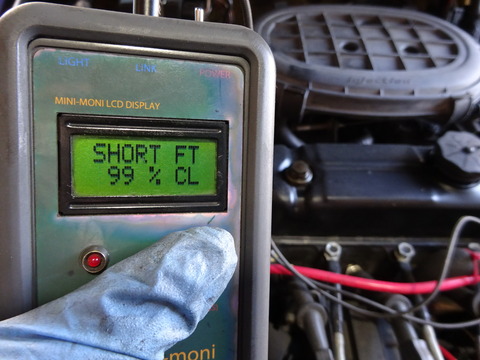 LIGHT LINK POWER
MINI-MONI LCD DISPLAY
SHORT FT
99 % CL
-moni